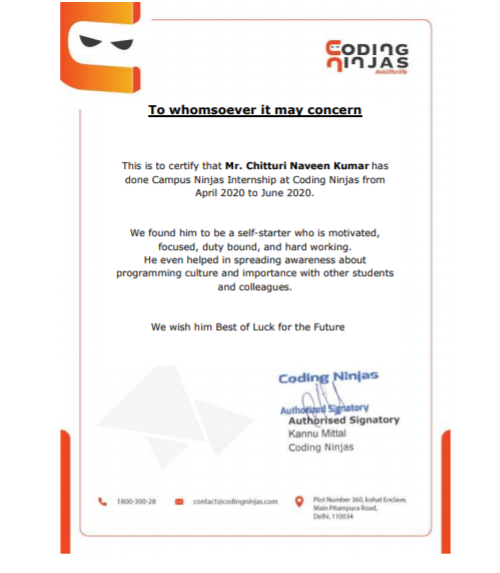 CODING
NINJAS
To whomsoever it may concern
This is to certify that Mr. Chitturi Naveen Kumar has
done Campus Ninjas Internship at Coding Ninjas from
April 2020 to June 2020.
We found him to be a self-starter who is motivated,
focused, duty bound, and hard working.
He even helped in spreading awareness about
programming culture and importance with other students
and colleagues.
We wish him Best of Luck for the Future
Coding Ninjas
Authorized Signatory
Authorised Signatory
Kannu Mittal
Coding Ninjas
1800-300-28
contact@codingninjas.com
Plot Number 360, kohat Enclave,
Main Pitampura Road,
Delhi, 110034